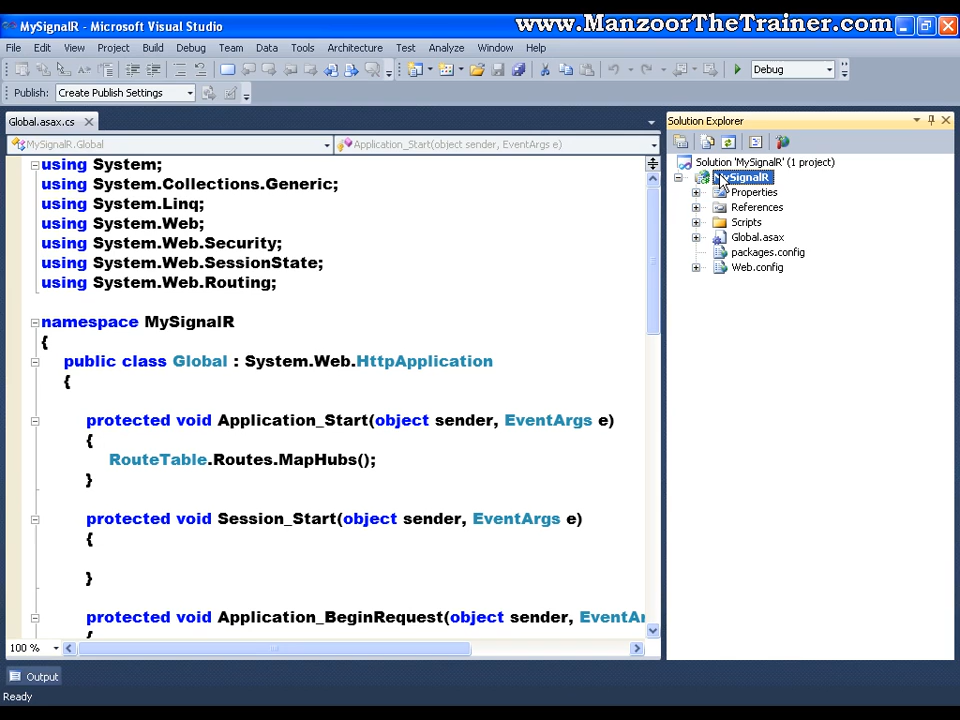 MySignalR - Microsoft Visual Studio
www.ManzoorTheTrainer.com
File Edit View Project Build Debug Team Data Tools Architecture Test Analyze Window Help
Debug
Publish: Create Publish Settings
Global.asax.cs
MySignalR.Global
Application_Start(object sender, EventArgs e)
using System;
using System.Collections.Generic;
using System.Linq;
using System.Web;
using System.Web.Security;
using System.Web.SessionState;
using System.Web.Routing;
namespace MySignalR
{
public class Global : System.Web.HttpApplication
{
protected void Application_Start(object sender, EventArgs e)
{
RouteTable.Routes.MapHubs();
}
protected void Session_Start(object sender, EventArgs e)
{
}
protected void Application_BeginRequest(object sender, EventAr
{
100 %
Solution Explorer
Solution 'MySignalR' (1 project)
MySignalR
Properties
References
Scripts
Global.asax
packages.config
Web.config
Output
Ready